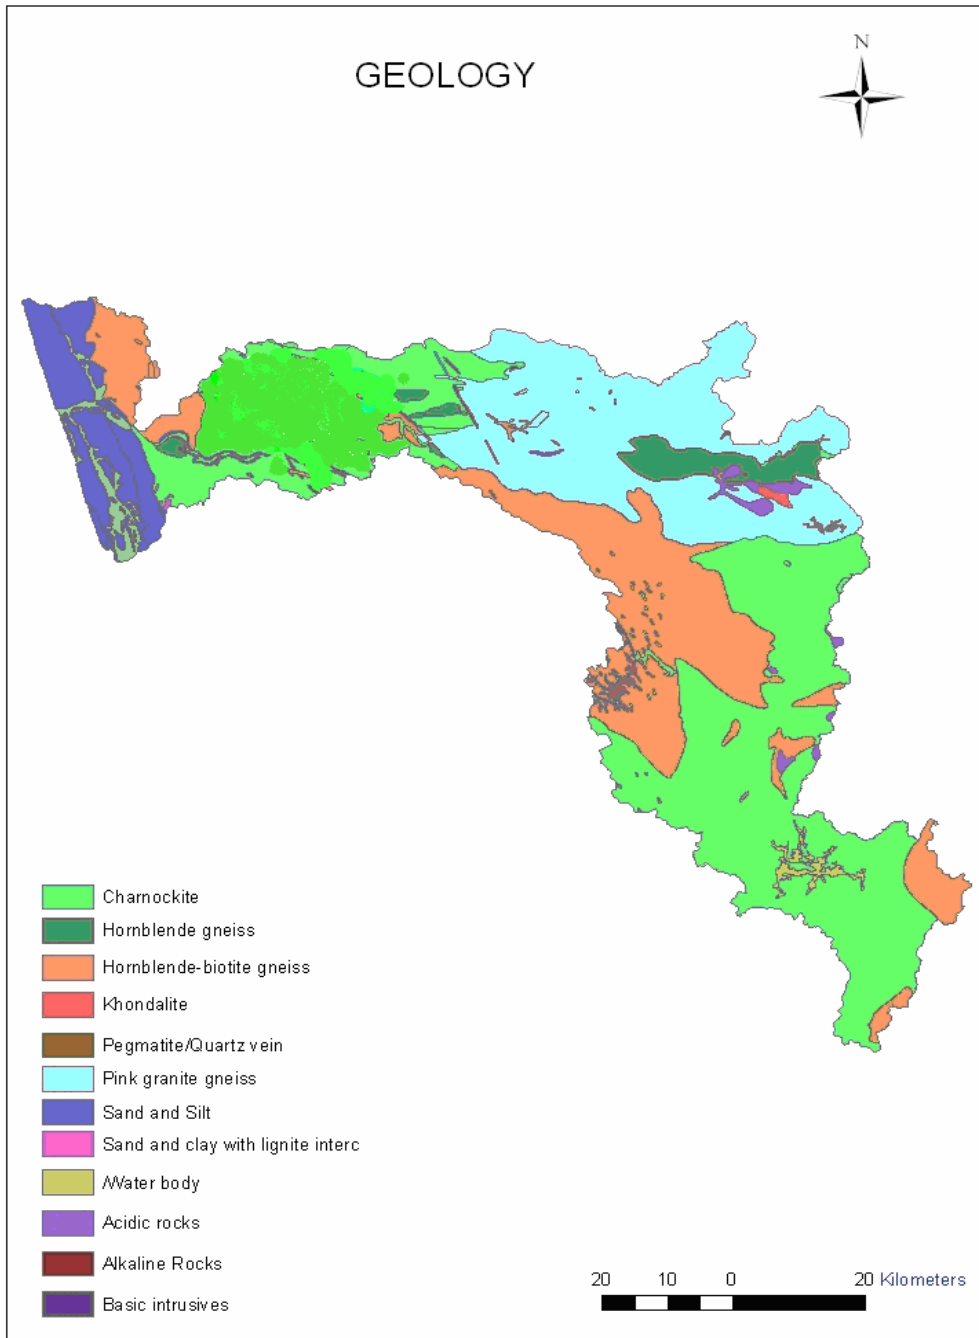 N
GEOLOGY
Charnockite
Hornblende gneiss
Hornblende-biotite gneiss
Khondalite
Pegmatite/Quartz vein
Pink granite gneiss
Sand and Silt
Sand and clay with lignite interc
/Water body
Acidic rocks
Alkaline Rocks
Basic intrusives
20 10 0 20 Kilometers